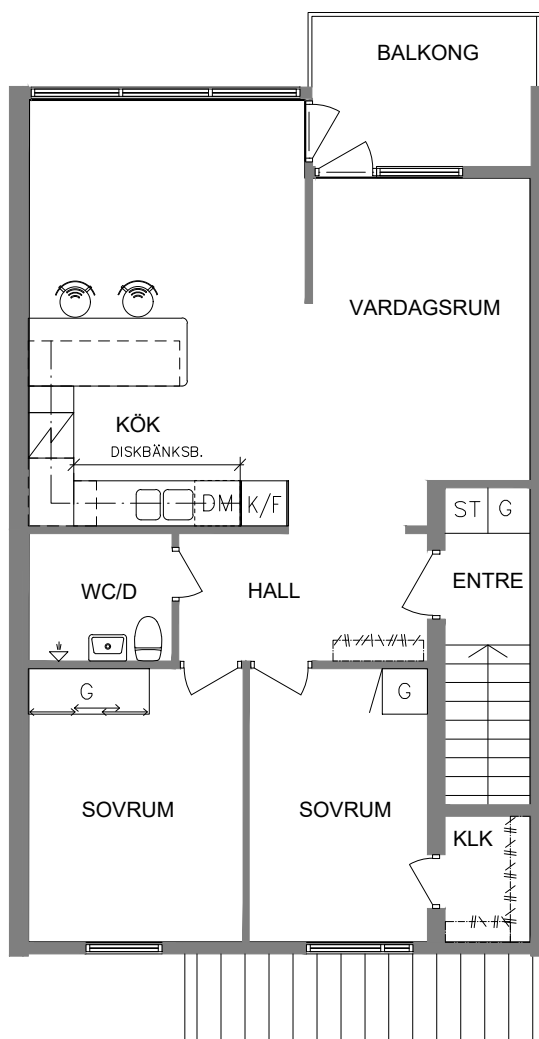 BALKONG
VARDAGSRUM
KÖK
DISKBÄNKSB.
DM K/F
ST G
ENTRE
WC/D
HALL
G
G
SOVRUM
SOVRUM
KLK